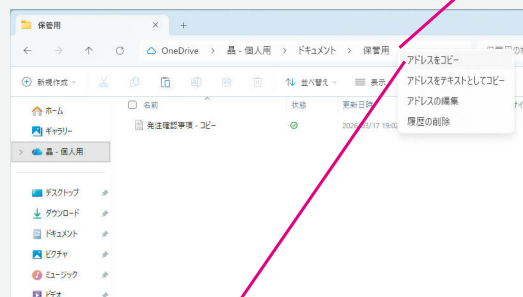 保管用
OneDrive > 晶 - 個人用 > ドキュメント > 保管用
アドレスをコピー
アドレスをテキストとしてコピー
アドレスの編集
履歴の削除
新規作成
並べ替え
表示
ホーム
ギャラリー
晶 - 個人用
デスクトップ
ダウンロード
ドキュメント
ピクチャ
ミュージック
ビデオ
名前
状態
更新日時
発注確認事項 - コピー